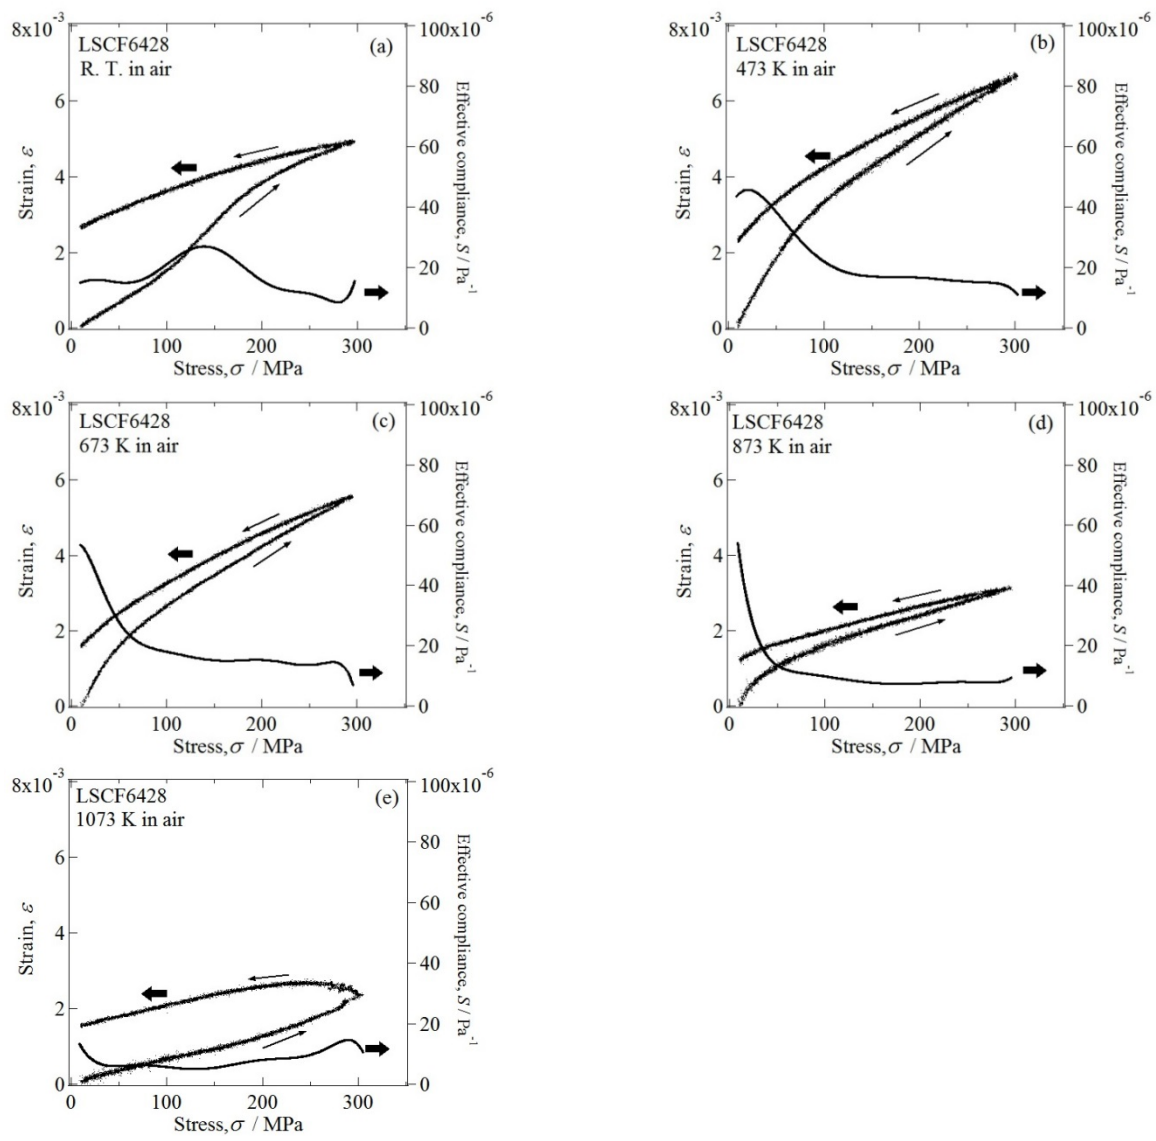 8x10⁻³
100x10⁻⁶
LSCF6428
R. T. in air
(a)
6
4
2
0
80
60
40
20
0
Strain, ε
Effective compliance, S / Pa⁻¹
0 100 200 300
Stress, σ / MPa
8x10⁻³
100x10⁻⁶
LSCF6428
473 K in air
(b)
6
4
2
0
80
60
40
20
0
Strain, ε
Effective compliance, S / Pa⁻¹
0 100 200 300
Stress, σ / MPa
8x10⁻³
100x10⁻⁶
LSCF6428
673 K in air
(c)
6
4
2
0
80
60
40
20
0
Strain, ε
Effective compliance, S / Pa⁻¹
0 100 200 300
Stress, σ / MPa
8x10⁻³
100x10⁻⁶
LSCF6428
873 K in air
(d)
6
4
2
0
80
60
40
20
0
Strain, ε
Effective compliance, S / Pa⁻¹
0 100 200 300
Stress, σ / MPa
8x10⁻³
100x10⁻⁶
LSCF6428
1073 K in air
(e)
6
4
2
0
80
60
40
20
0
Strain, ε
Effective compliance, S / Pa⁻¹
0 100 200 300
Stress, σ / MPa